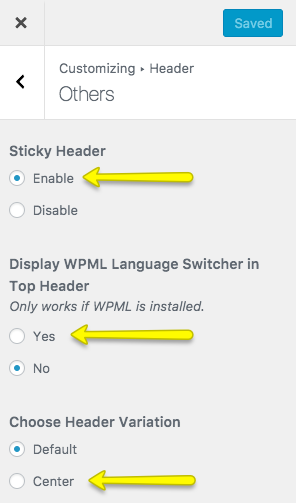 Saved
Customizing ▸ Header
Others
Sticky Header
Enable
Disable
Display WPML Language Switcher in
Top Header
Only works if WPML is installed.
Yes
No
Choose Header Variation
Default
Center